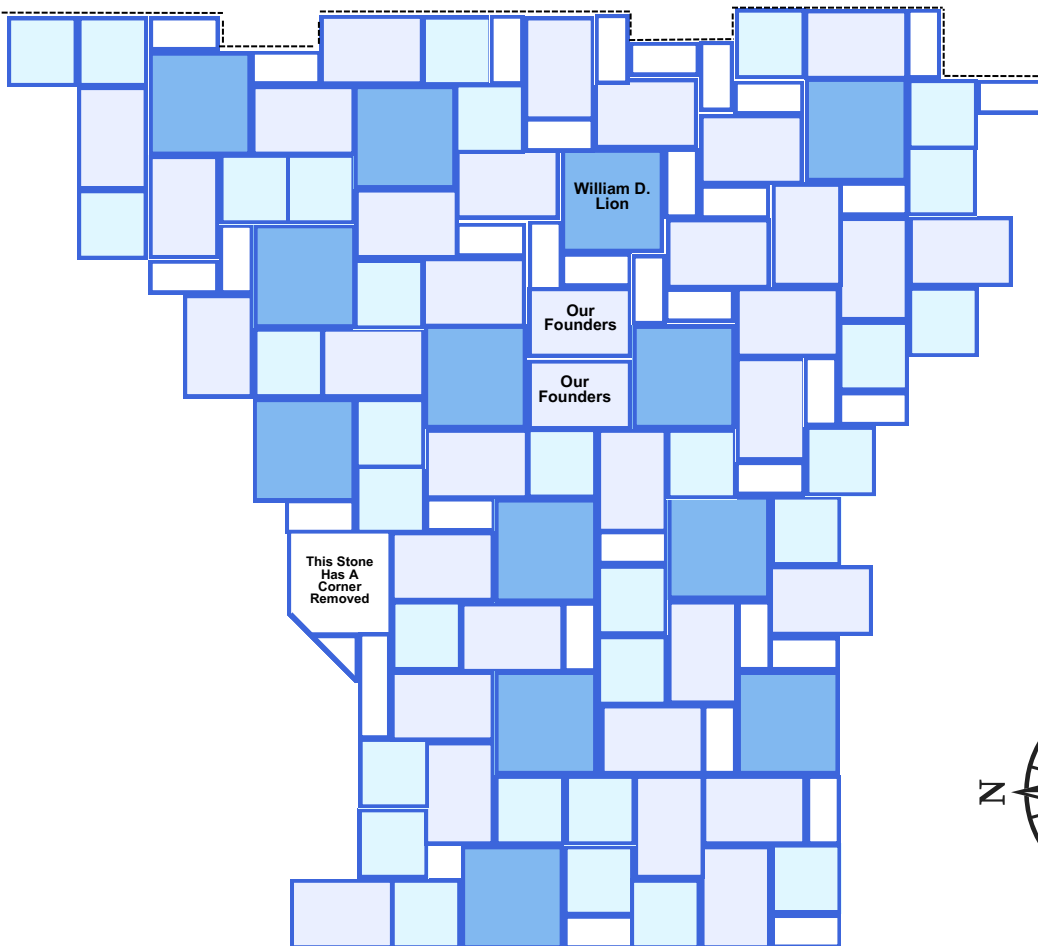 William D.
Lion
Our
Founders
Our
Founders
This Stone
Has A
Corner
Removed
N